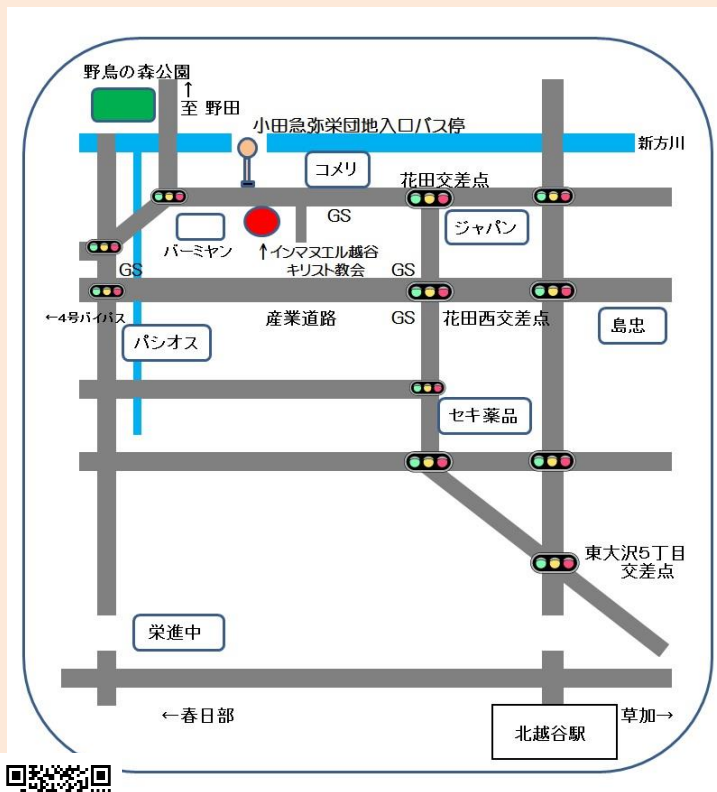 野鳥の森公園
↑
至 野田
小田急弥栄団地入口バス停
新方川
コメリ
花田交差点
GS
ジャパン
バーミヤン
↑インマヌエル越谷
キリスト教会
GS
GS
←4号バイパス
産業道路
GS
花田西交差点
島忠
パシオス
セキ薬品
東大沢5丁目
交差点
栄進中
←春日部
草加→
北越谷駅